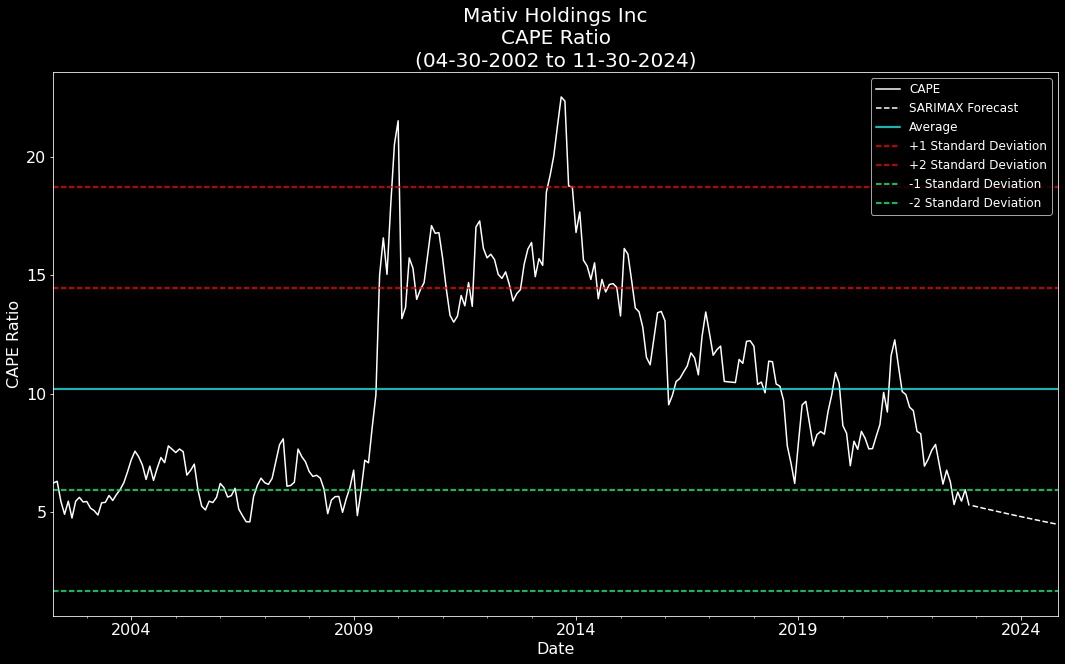 Mativ Holdings Inc
CAPE Ratio
(04-30-2002 to 11-30-2024)
CAPE
SARIMAX Forecast
Average
+1 Standard Deviation
+2 Standard Deviation
-1 Standard Deviation
-2 Standard Deviation
20
15
10
5
CAPE Ratio
2004
2009
2014
2019
2024
Date